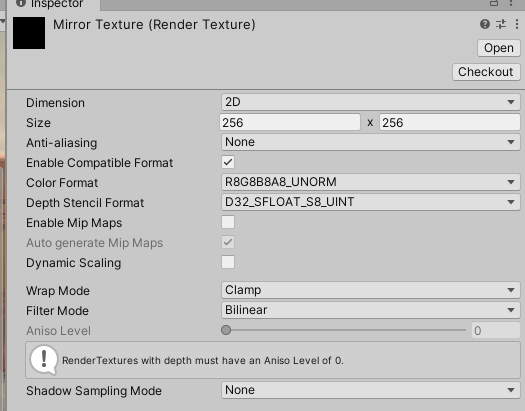 Inspector
Mirror Texture (Render Texture)
Open
Checkout
Dimension 2D
Size 256 x 256
Anti-aliasing None
Enable Compatible Format
Color Format R8G8B8A8_UNORM
Depth Stencil Format D32_SFLOAT_S8_UINT
Enable Mip Maps
Auto generate Mip Maps
Dynamic Scaling
Wrap Mode Clamp
Filter Mode Bilinear
Aniso Level 0
RenderTextures with depth must have an Aniso Level of 0.
Shadow Sampling Mode None